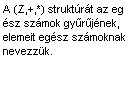 A (Z,+,*) struktúrát az eg
ész számok gyűrűjének,
elemeit egész számoknak
nevezzük.